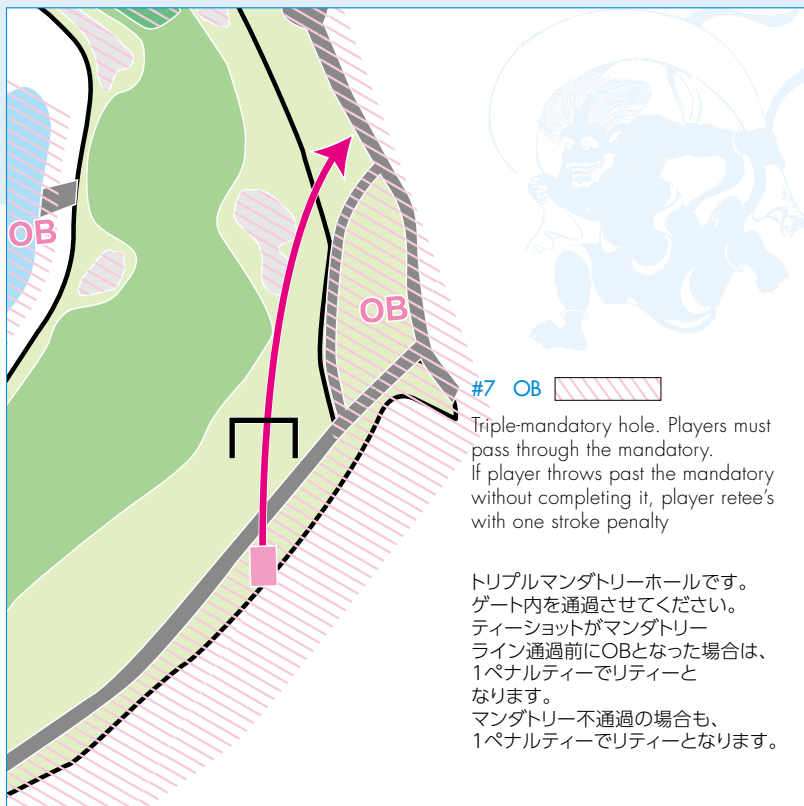 OB
OB
#7 OB
Triple-mandatory hole. Players must
pass through the mandatory.
If player throws past the mandatory
without completing it, player retee's
with one stroke penalty
トリプルマンダトリーホールです。
ゲート内を通過させてください。
ティーショットがマンダトリー
ライン通過前にOBとなった場合は、
1ペナルティーでリティーと
なります。
マンダトリー不通過の場合も、
1ペナルティーでリティーとなります。